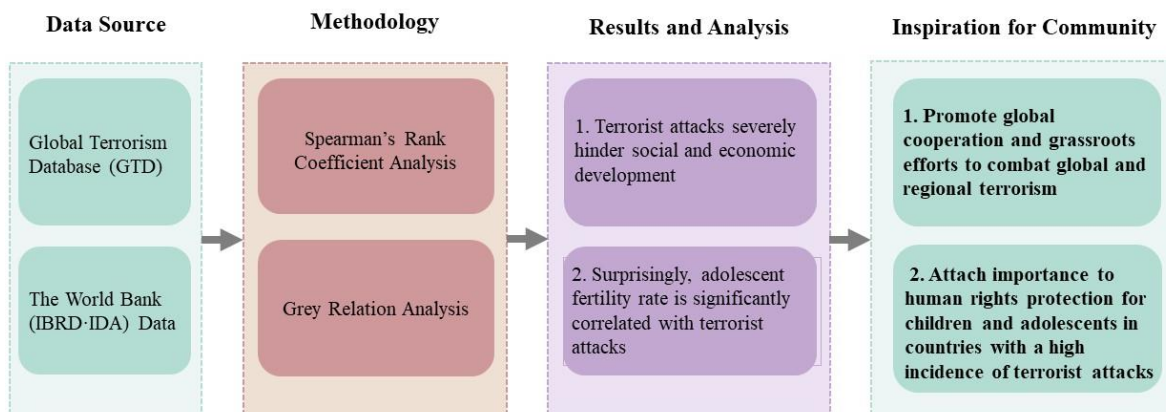 Data Source
Methodology
Results and Analysis
Inspiration for Community
Global Terrorism
Database (GTD)
The World Bank
(IBRD·IDA) Data
Spearman's Rank
Coefficient Analysis
Grey Relation Analysis
1. Terrorist attacks severely
hinder social and economic
development
2. Surprisingly, adolescent
fertility rate is significantly
correlated with terrorist
attacks
1. Promote global
cooperation and grassroots
efforts to combat global and
regional terrorism
2. Attach importance to
human rights protection for
children and adolescents in
countries with a high
incidence of terrorist attacks